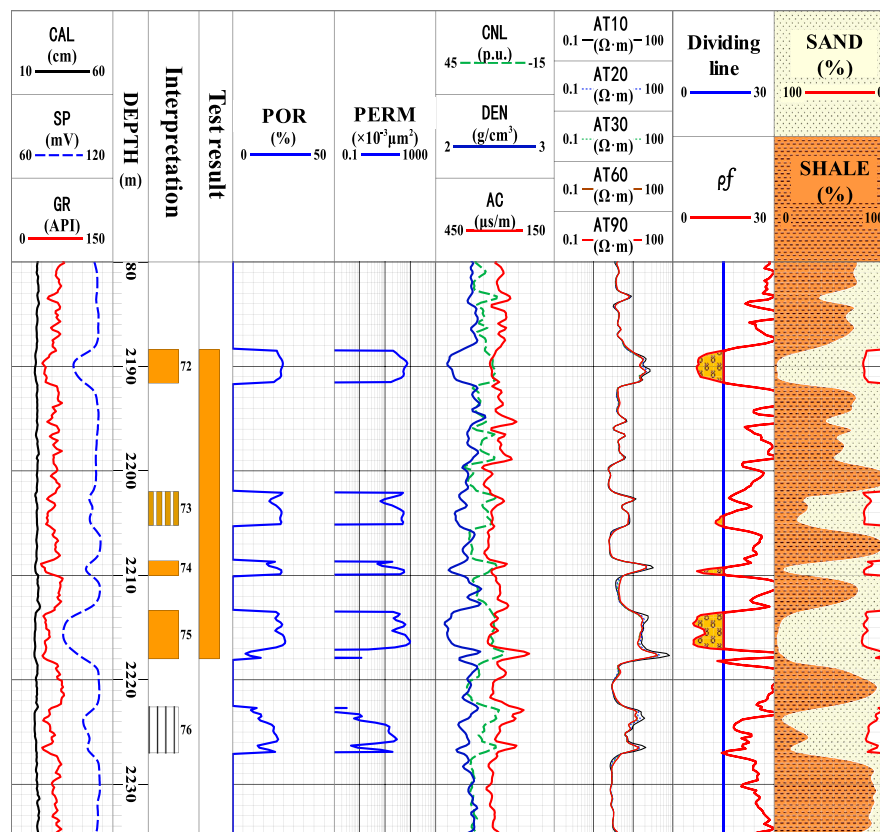 CAL
(cm)
10 60
SP
(mV)
60 120
GR
(API)
0 150
DEPTH (m)
Interpretation
Test result
POR
(%)
0 50
PERM
(×10⁻³μm²)
0.1 1000
CNL
(p.u.)
45 -15
DEN
(g/cm³)
2 3
AC
(μs/m)
450 150
AT10
0.1 (Ω·m) 100
AT20
0.1 (Ω·m) 100
AT30
0.1 (Ω·m) 100
AT60
0.1 (Ω·m) 100
AT90
0.1 (Ω·m) 100
Dividing
line
0 30
ρf
0 30
SAND
(%)
100 0
SHALE
(%)
0 100
80
2190
2200
2210
2220
2230
72
73
74
75
76